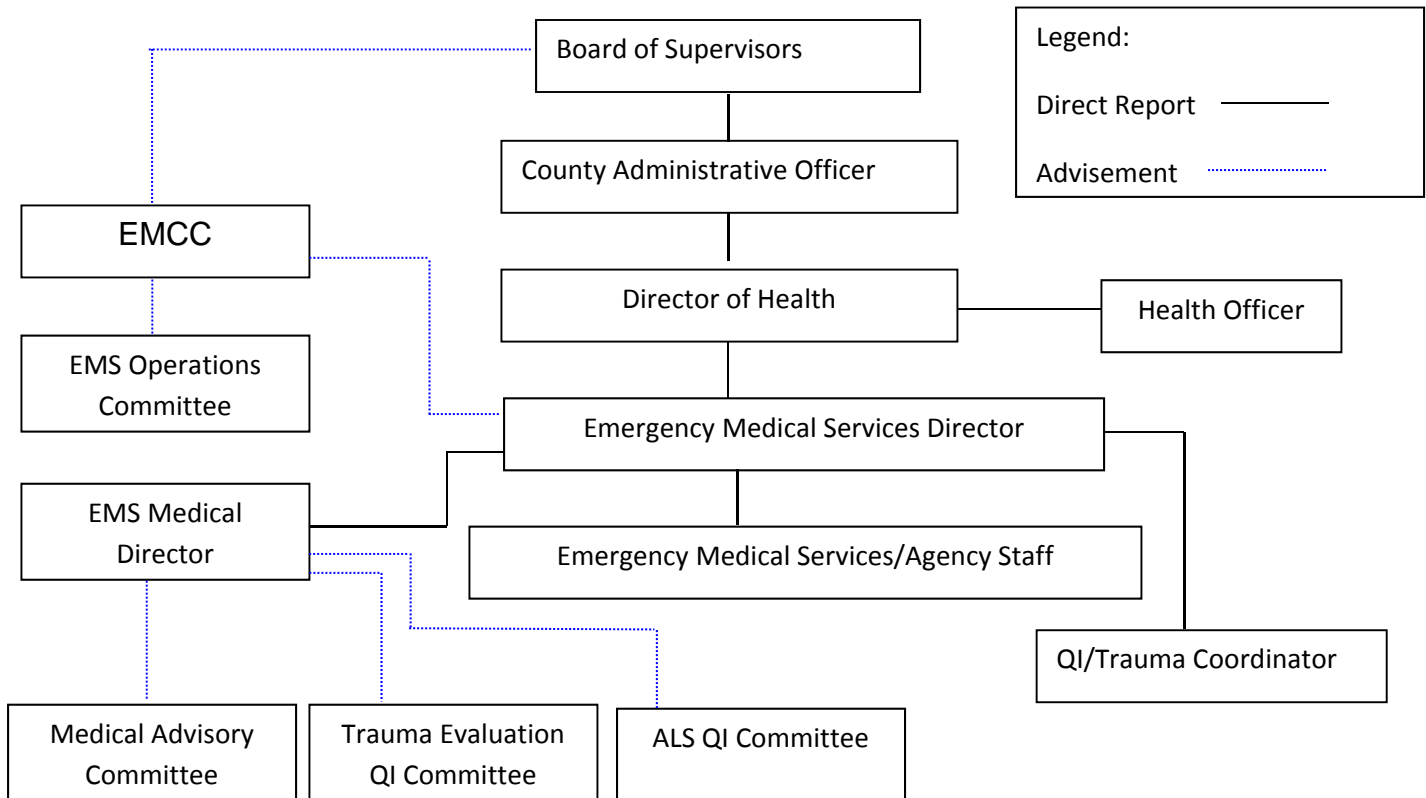 Board of Supervisors
Legend:
Direct Report
Advisement
County Administrative Officer
EMCC
Director of Health
Health Officer
EMS Operations
Committee
Emergency Medical Services Director
EMS Medical
Director
Emergency Medical Services/Agency Staff
QI/Trauma Coordinator
Medical Advisory
Committee
Trauma Evaluation
QI Committee
ALS QI Committee